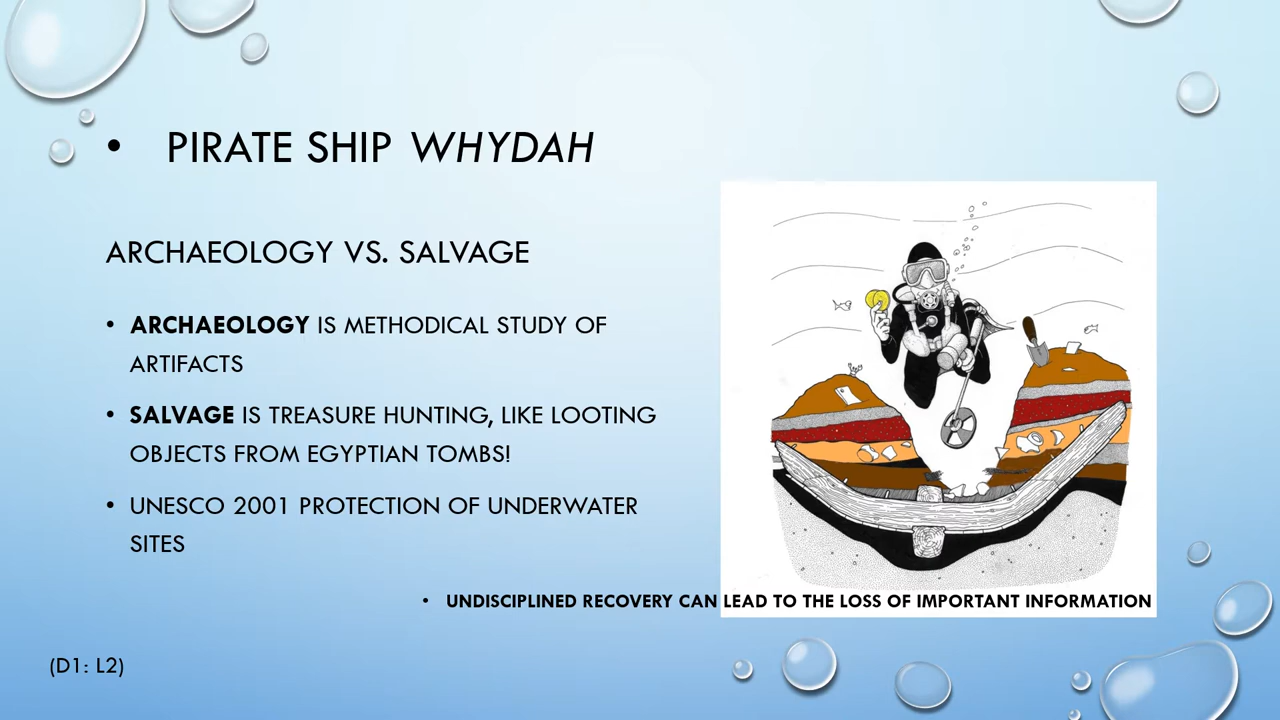 • PIRATE SHIP WHYDAH
ARCHAEOLOGY VS. SALVAGE
• ARCHAEOLOGY IS METHODICAL STUDY OF
ARTIFACTS
• SALVAGE IS TREASURE HUNTING, LIKE LOOTING
OBJECTS FROM EGYPTIAN TOMBS!
• UNESCO 2001 PROTECTION OF UNDERWATER
SITES
• UNDISCIPLINED RECOVERY CAN LEAD TO THE LOSS OF IMPORTANT INFORMATION
(D1: L2)